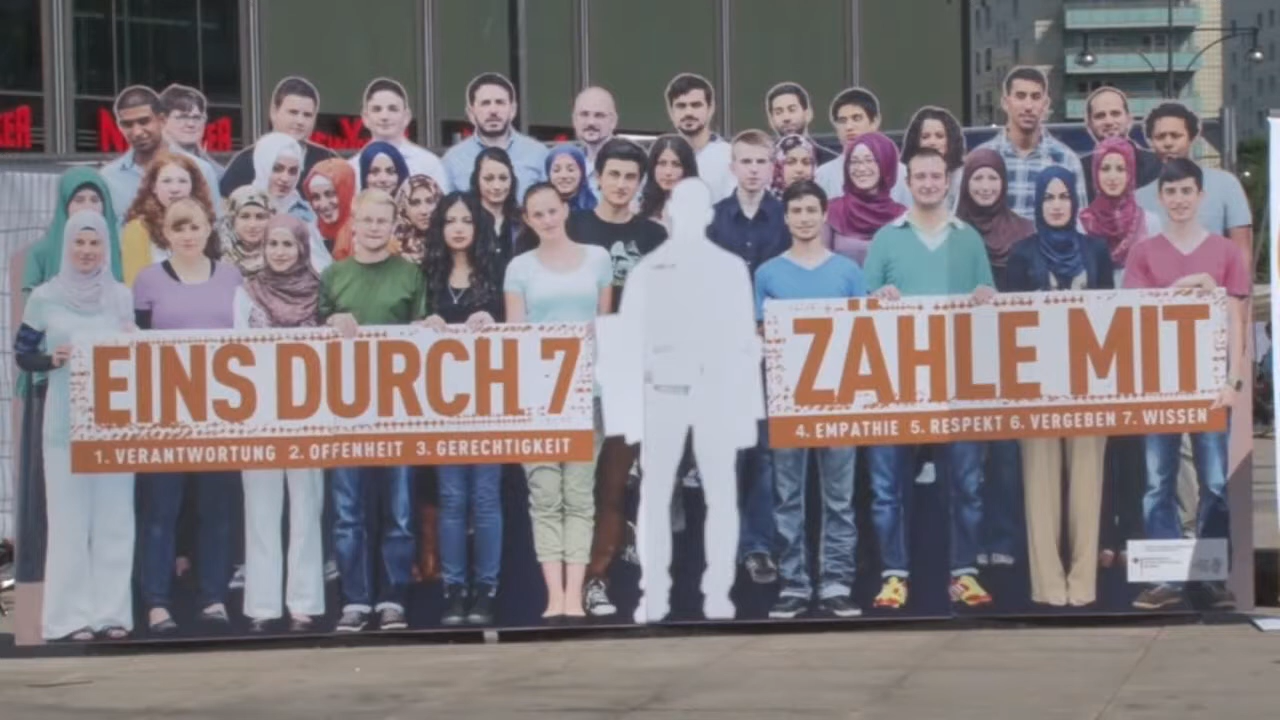 EINS DURCH 7
1. VERANTWORTUNG 2. OFFENHEIT 3. GERECHTIGKEIT
ZÄHLE MIT
4. EMPATHIE 5. RESPEKT 6. VERGEBEN 7. WISSEN